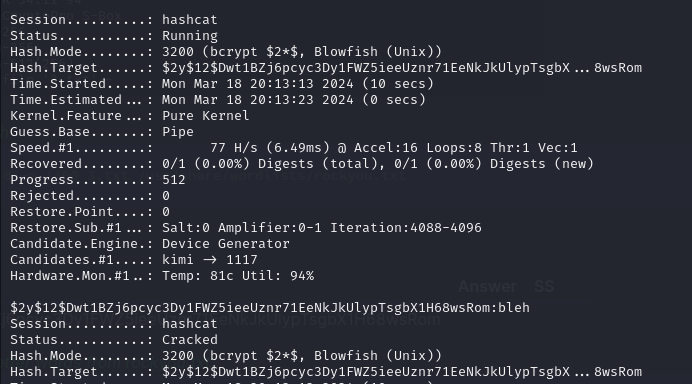 Session..........: hashcat
Status...........: Running
Hash.Mode........: 3200 (bcrypt $2*$, Blowfish (Unix))
Hash.Target......: $2y$12$Dwt1BZj6pcyc3Dy1FWZ5ieeUznr71EeNkJkUlypTsgbX...8wsRom
Time.Started.....: Mon Mar 18 20:13:13 2024 (10 secs)
Time.Estimated...: Mon Mar 18 20:13:23 2024 (0 secs)
Kernel.Feature...: Pure Kernel
Guess.Base.......: Pipe
Speed.#1.........:       77 H/s (6.49ms) @ Accel:16 Loops:8 Thr:1 Vec:1
Recovered........: 0/1 (0.00%) Digests (total), 0/1 (0.00%) Digests (new)
Progress.........: 512
Rejected.........: 0
Restore.Point....: 0
Restore.Sub.#1...: Salt:0 Amplifier:0-1 Iteration:4088-4096
Candidate.Engine.: Device Generator
Candidates.#1....: kimi -> 1117
Hardware.Mon.#1..: Temp: 81c Util: 94%
Answer SS
$2y$12$Dwt1BZj6pcyc3Dy1FWZ5ieeUznr71EeNkJkUlypTsgbX1H68wsRom:bleh
Session..........: hashcat
Status...........: Cracked
Hash.Mode........: 3200 (bcrypt $2*$, Blowfish (Unix))
Hash.Target......: $2y$12$Dwt1BZj6pcyc3Dy1FWZ5ieeUznr71EeNkJkUlypTsgbX...8wsRom